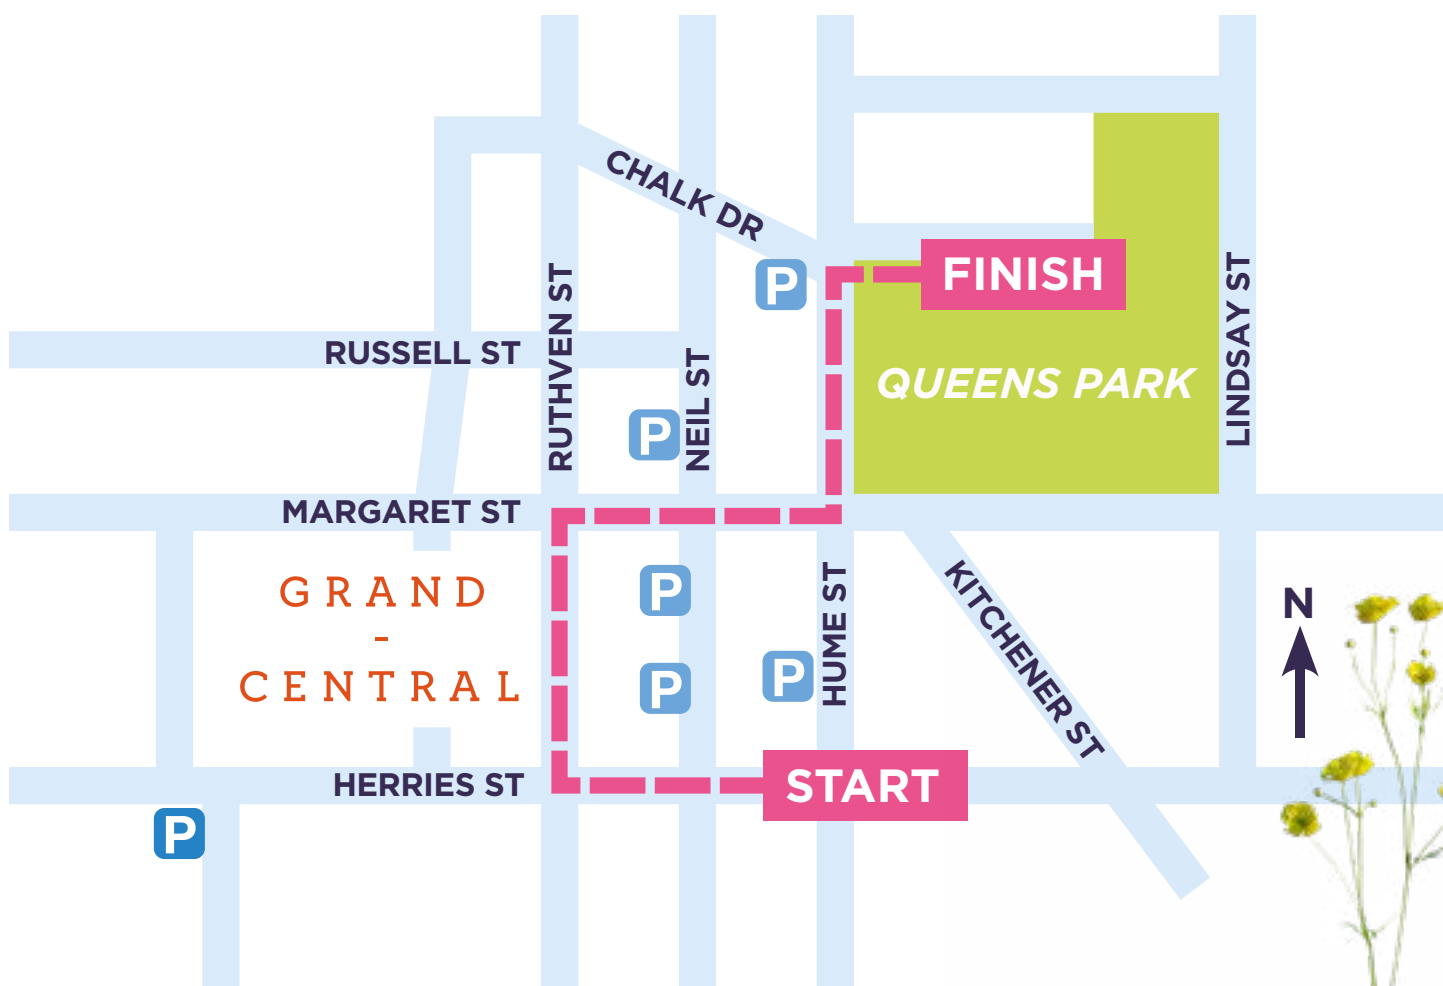 CHALK DR
FINISH
P
RUTHVEN ST
LINDSAY ST
RUSSELL ST
NEIL ST
QUEENS PARK
P
MARGARET ST
GRAND
-
CENTRAL
P
P
P
HUME ST
KITCHENER ST
N
HERRIES ST
START
P